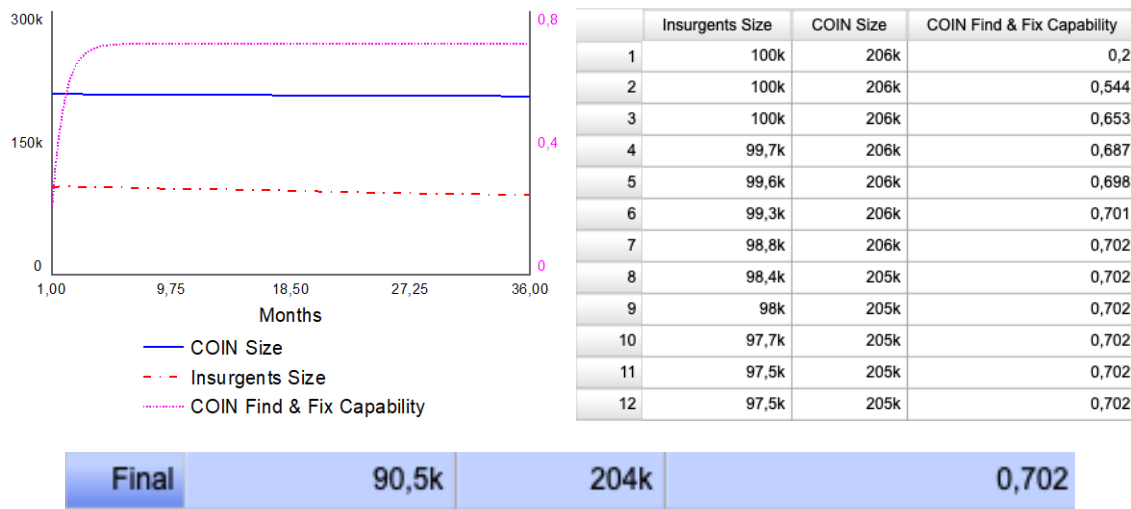 300k
150k
0
0,8
0,4
0
1,00 9,75 18,50 27,25 36,00
Months
COIN Size
Insurgents Size
COIN Find & Fix Capability
Insurgents Size COIN Size COIN Find & Fix Capability
1 100k 206k 0,2
2 100k 206k 0,544
3 100k 206k 0,653
4 99,7k 206k 0,687
5 99,6k 206k 0,698
6 99,3k 206k 0,701
7 98,8k 206k 0,702
8 98,4k 205k 0,702
9 98k 205k 0,702
10 97,7k 205k 0,702
11 97,5k 205k 0,702
12 97,5k 205k 0,702
Final 90,5k 204k 0,702